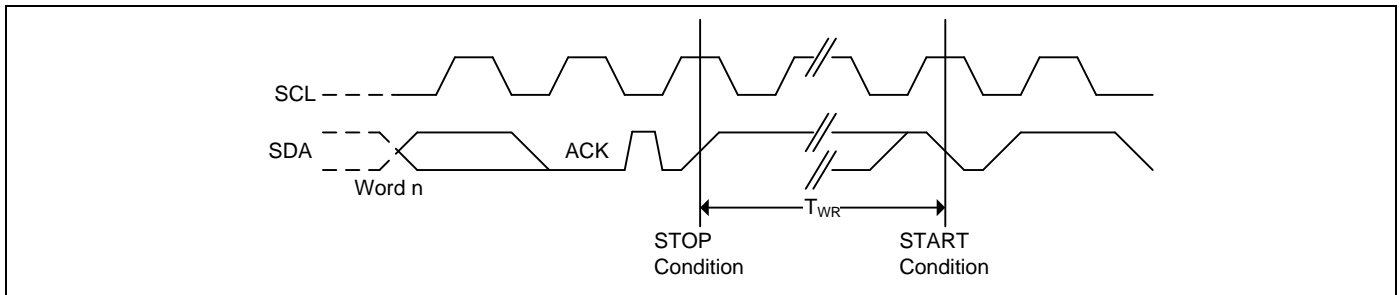 SCL
SDA
ACK
Word n
TWR
STOP
Condition
START
Condition